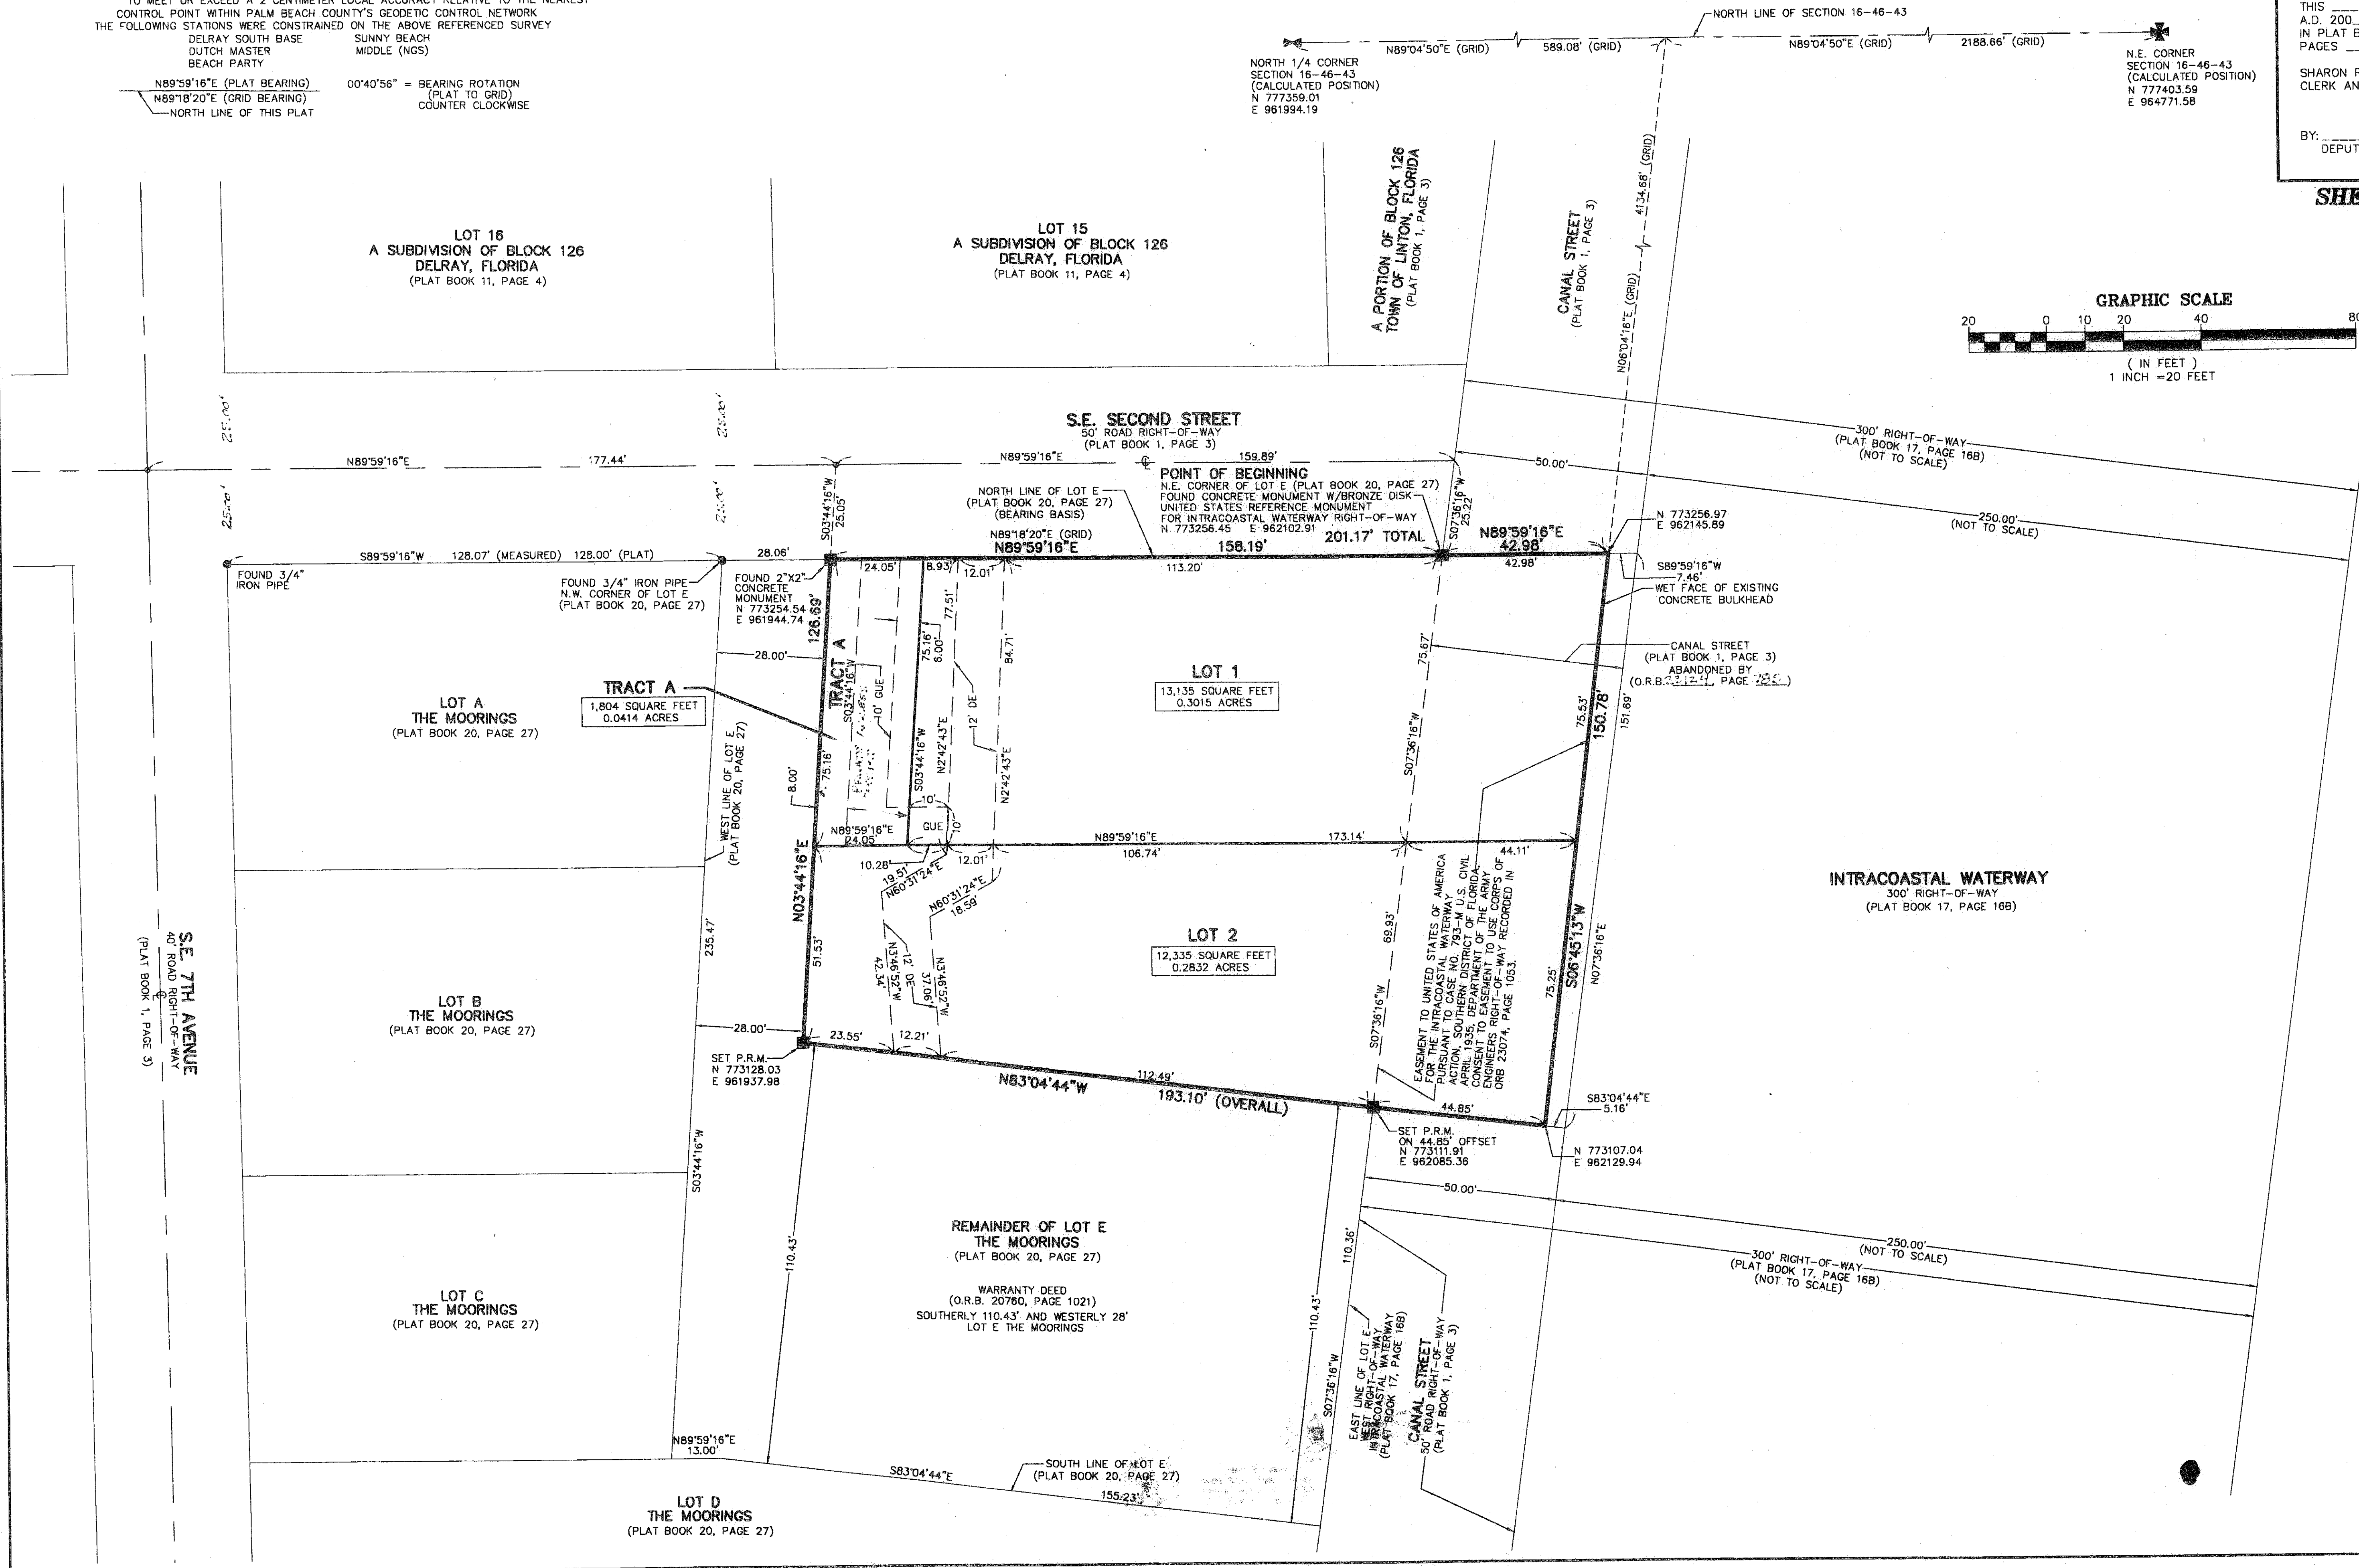 TO MEET OR EXCEED A 2 CENTIMETER LOCAL ACCURACY RELATIVE TO THE NEAREST
CONTROL POINT WITHIN PALM BEACH COUNTY'S GEODETIC CONTROL NETWORK
THE FOLLOWING STATIONS WERE CONSTRAINED ON THE ABOVE REFERENCED SURVEY
DELRAY SOUTH BASE SUNNY BEACH
DUTCH MASTER MIDDLE (NGS)
BEACH PARTY
N89°59'16"E (PLAT BEARING)
N89°18'20"E (GRID BEARING)
NORTH LINE OF THIS PLAT
00°40'56" = BEARING ROTATION
(PLAT TO GRID)
COUNTER CLOCKWISE
NORTH LINE OF SECTION 16-46-43
N89°04'50"E (GRID) 589.08' (GRID)
N89°04'50"E (GRID) 2188.66' (GRID)
NORTH 1/4 CORNER
SECTION 16-46-43
(CALCULATED POSITION)
N 777359.01
E 961994.19
N.E. CORNER
SECTION 16-46-43
(CALCULATED POSITION)
N 777403.59
E 964771.58
THIS
A.D. 200
IN PLAT B
PAGES
SHARON R
CLERK AN
BY:
DEPUT
SHE
LOT 16
A SUBDIVISION OF BLOCK 126
DELRAY, FLORIDA
(PLAT BOOK 11, PAGE 4)
LOT 15
A SUBDIVISION OF BLOCK 126
DELRAY, FLORIDA
(PLAT BOOK 11, PAGE 4)
A PORTION OF BLOCK 126
TOWN OF LINTON, FLORIDA
(PLAT BOOK 1, PAGE 3)
CANAL STREET
(PLAT BOOK 1, PAGE 3)
N06°04'16"E (GRID) 4134.68' (GRID)
GRAPHIC SCALE
20 0 10 20 40 80
( IN FEET )
1 INCH =20 FEET
25.00'
25.00'
25.00'
25.00'
S.E. SECOND STREET
50' ROAD RIGHT-OF-WAY
(PLAT BOOK 1, PAGE 3)
N89°59'16"E 177.44'
N89°59'16"E 159.89'
300' RIGHT-OF-WAY
(PLAT BOOK 17, PAGE 16B)
(NOT TO SCALE)
50.00'
250.00'
(NOT TO SCALE)
POINT OF BEGINNING
N.E. CORNER OF LOT E (PLAT BOOK 20, PAGE 27)
FOUND CONCRETE MONUMENT W/BRONZE DISK
UNITED STATES REFERENCE MONUMENT
FOR INTRACOASTAL WATERWAY RIGHT-OF-WAY
N 773256.45 E 962102.91
NORTH LINE OF LOT E
(PLAT BOOK 20, PAGE 27)
(BEARING BASIS)
N89°18'20"E (GRID)
N89°59'16"E 158.19' 201.17' TOTAL
S03°44'16"W
25.05'
S07°36'16"W
25.22'
N89°59'16"E
42.98'
N 773256.97
E 962145.89
S89°59'16"W
7.46'
WET FACE OF EXISTING
CONCRETE BULKHEAD
S89°59'16"W 128.07' (MEASURED) 128.00' (PLAT)
28.06'
FOUND 3/4"
IRON PIPE
FOUND 3/4" IRON PIPE
N.W. CORNER OF LOT E
(PLAT BOOK 20, PAGE 27)
FOUND 2"X2"
CONCRETE
MONUMENT
N 773254.54
E 961944.74
24.05' 8.93' 12.01' 113.20' 42.98'
126.69'
28.00'
TRACT A
1,804 SQUARE FEET
0.0414 ACRES
TRACT A
S03°44'16"W
10' GUE
75.16'
6.00'
S03°44'16"W
77.51'
N2°42'43"E
12' DE
84.71'
N2°42'43"E
LOT 1
13,135 SQUARE FEET
0.3015 ACRES
75.67'
S07°36'16"W
75.53'
150.78'
151.69'
CANAL STREET
(PLAT BOOK 1, PAGE 3)
ABANDONED BY
(O.R.B. PAGE )
LOT A
THE MOORINGS
(PLAT BOOK 20, PAGE 27)
WEST LINE OF LOT E
(PLAT BOOK 20, PAGE 27)
8.00'
75.16'
10'
GUE
10'
N89°59'16"E
24.05'
N89°59'16"E 173.14'
10.28' 12.01' 106.74' 44.11'
19.51'
N60°31'24"E
N60°31'24"E
18.59'
N03°44'16"E
51.53'
235.47'
N3°46'52"W
42.34'
12' DE
N3°46'52"W
37.06'
LOT 2
12,335 SQUARE FEET
0.2832 ACRES
69.93'
S07°36'16"W
EASEMENT TO UNITED STATES OF AMERICA
FOR THE INTRACOASTAL WATERWAY
PURSUANT TO CASE NO. 793-M U.S. CIVIL
ACTION, SOUTHERN DISTRICT OF FLORIDA,
APRIL 1935, DEPARTMENT OF THE ARMY
CONSENT TO EASEMENT TO USE CORPS OF
ENGINEERS RIGHT-OF-WAY RECORDED IN
ORB 23074, PAGE 1053.
75.25'
S06°45'13"W
N07°36'16"E
INTRACOASTAL WATERWAY
300' RIGHT-OF-WAY
(PLAT BOOK 17, PAGE 16B)
S.E. 7TH AVENUE
40' ROAD RIGHT-OF-WAY
(PLAT BOOK 1, PAGE 3)
LOT B
THE MOORINGS
(PLAT BOOK 20, PAGE 27)
28.00'
SET P.R.M.
N 773128.03
E 961937.98
23.55' 12.21' 112.49'
N83°04'44"W 193.10' (OVERALL)
44.85'
S83°04'44"E
5.16'
SET P.R.M.
ON 44.85' OFFSET
N 773111.91
E 962085.36
N 773107.04
E 962129.94
50.00'
250.00'
(NOT TO SCALE)
300' RIGHT-OF-WAY
(PLAT BOOK 17, PAGE 16B)
(NOT TO SCALE)
S03°44'16"W
110.43'
REMAINDER OF LOT E
THE MOORINGS
(PLAT BOOK 20, PAGE 27)
WARRANTY DEED
(O.R.B. 20760, PAGE 1021)
SOUTHERLY 110.43' AND WESTERLY 28'
LOT E THE MOORINGS
LOT C
THE MOORINGS
(PLAT BOOK 20, PAGE 27)
110.43'
110.36'
S07°36'16"W
EAST LINE OF LOT E
WEST RIGHT-OF-WAY
INTRACOASTAL WATERWAY
(PLAT BOOK 17, PAGE 16B)
CANAL STREET
50' ROAD RIGHT-OF-WAY
(PLAT BOOK 1, PAGE 3)
N89°59'16"E
13.00'
S83°04'44"E
155.23'
SOUTH LINE OF LOT E
(PLAT BOOK 20, PAGE 27)
LOT D
THE MOORINGS
(PLAT BOOK 20, PAGE 27)